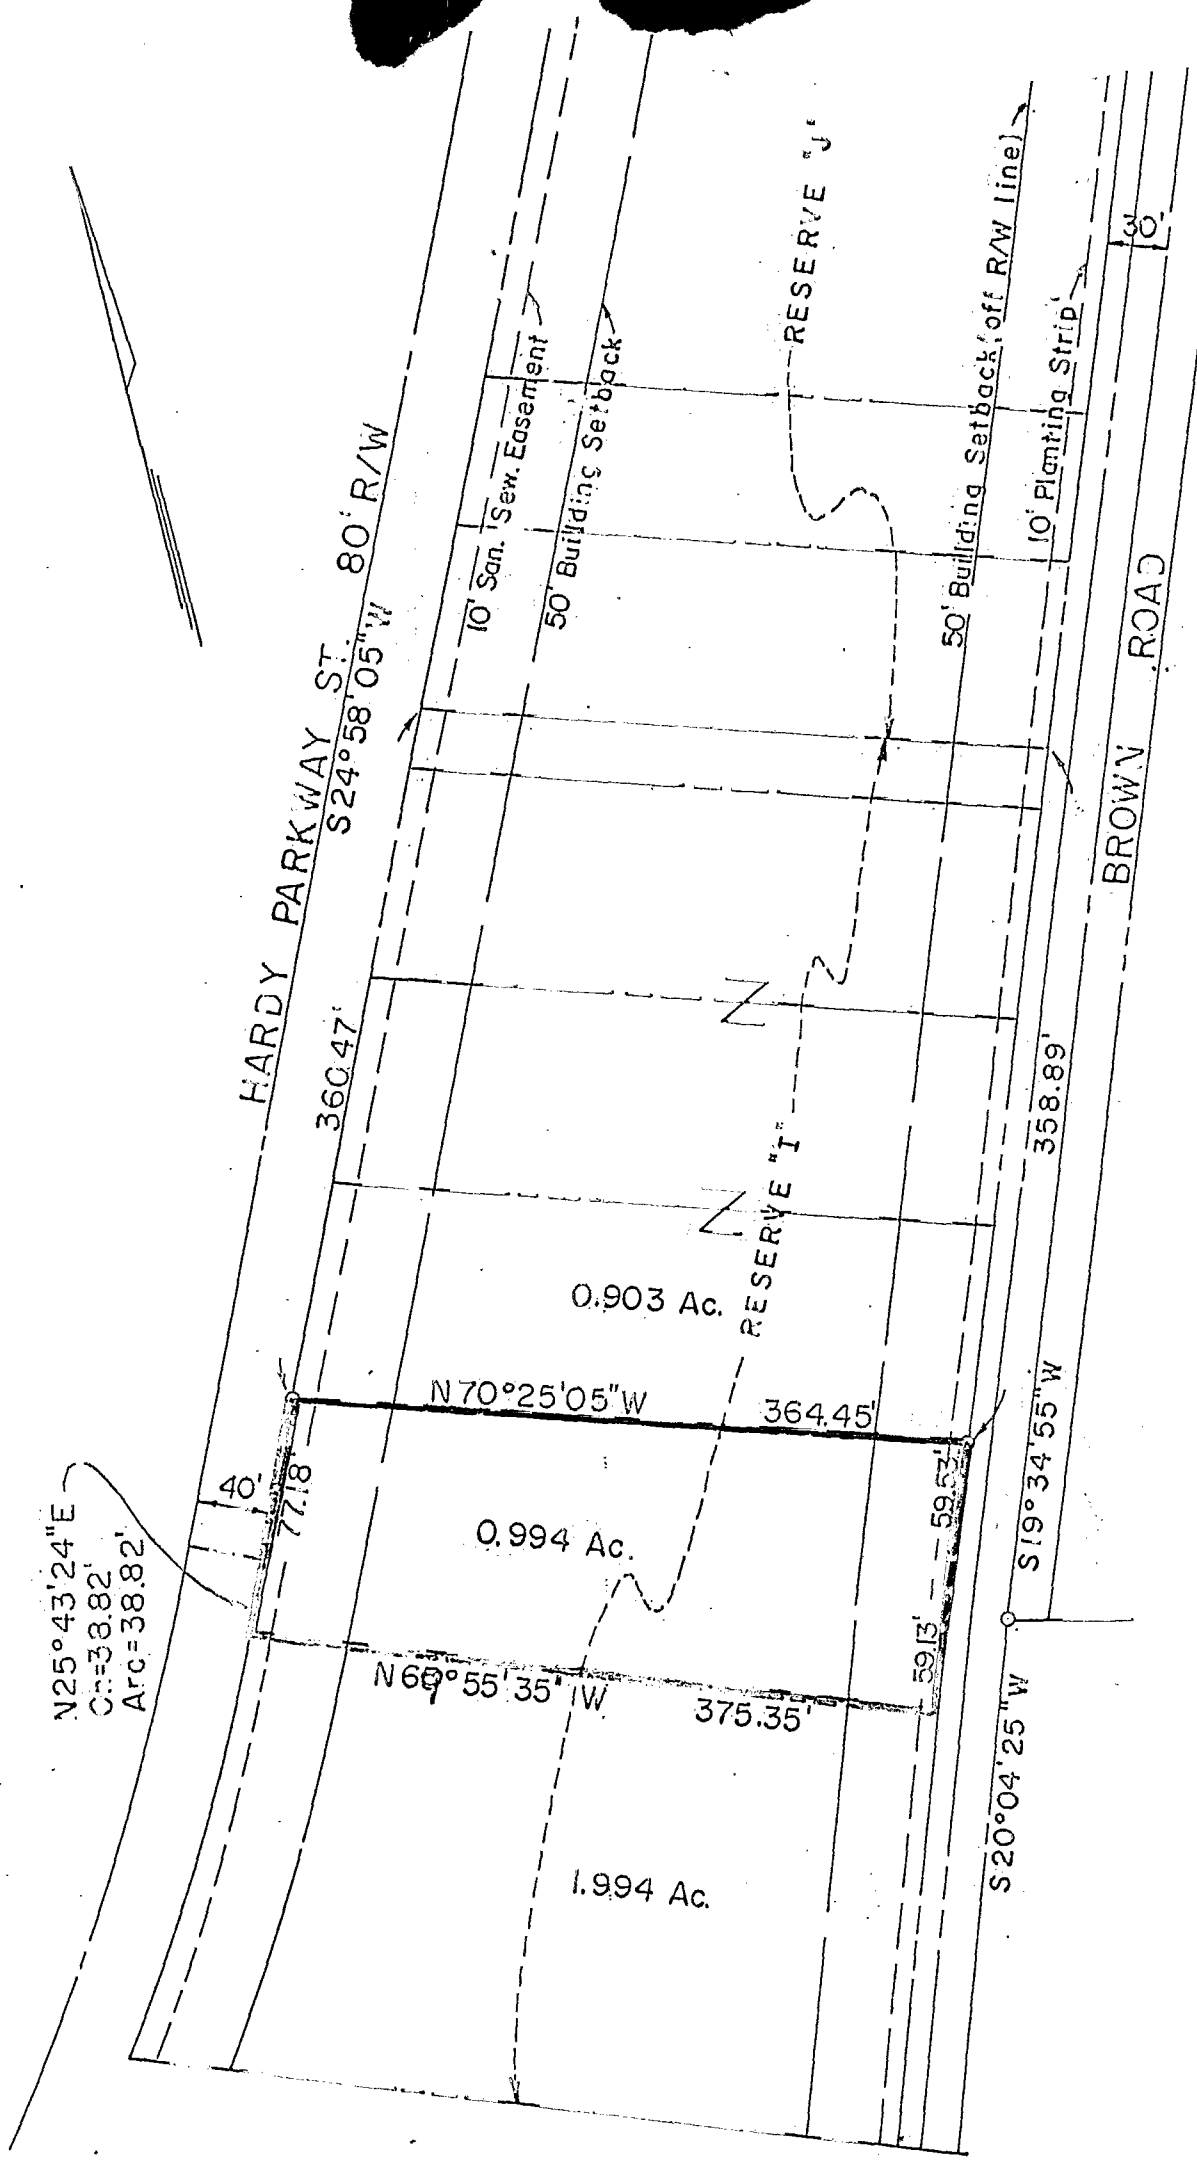 HARDY PARKWAY ST. 80' R/W
S24°58'05"W
10' San. Sew. Easement
50' Building Setback
RESERVE "J"
50' Building Setback (off R/W line)
10' Planting Strip
30'
BROWN ROAD
360.47'
358.89'
RESERVE "I"
0.903 Ac.
N70°25'05"W 364.45'
S19°34'55"W
N25°43'24"E
Ch=38.82'
Arc=38.82'
40'
77.18'
0.994 Ac.
59.53'
59.13'
N69°55'35"W 375.35'
S20°04'25"W
1.994 Ac.